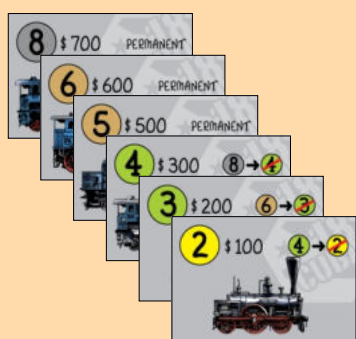 8 $ 700 PERMANENT
6 $ 600 PERMANENT
5 $ 500 PERMANENT
4 $ 300 8→4
3 $ 200 6→3
2 $ 100 4→2